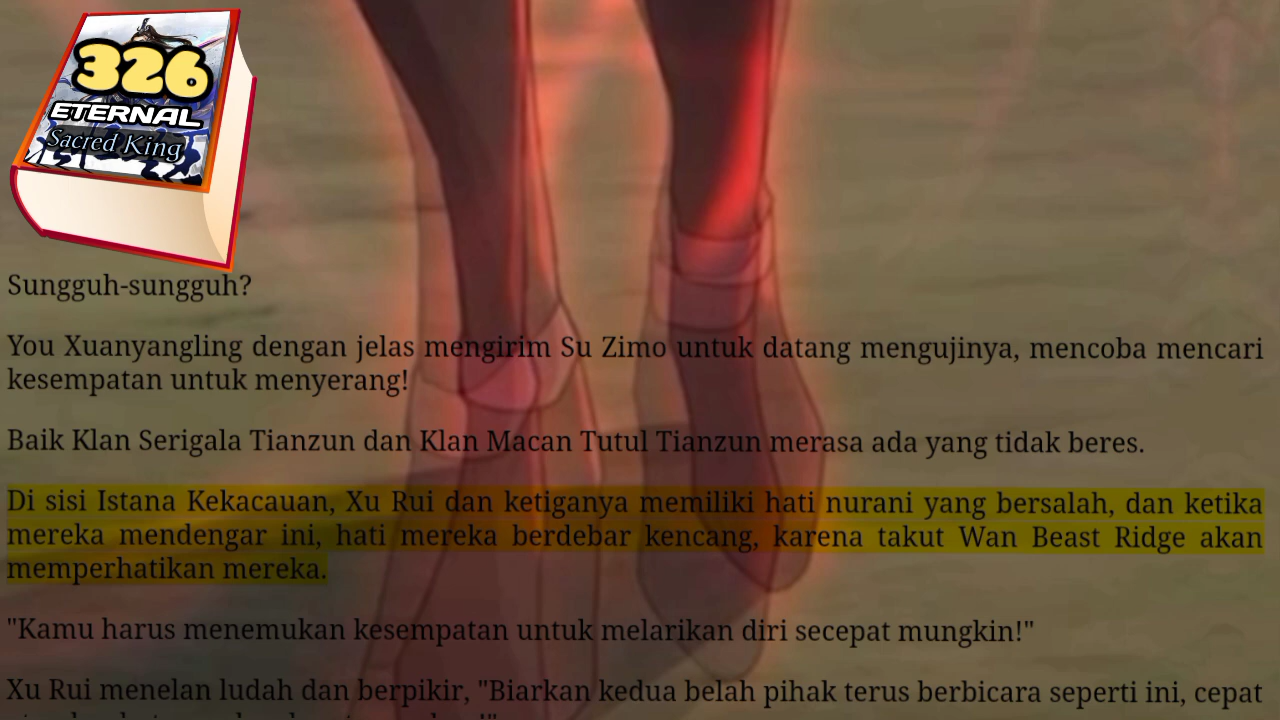 326
ETERNAL
Sacred King
Sungguh-sungguh?
You Xuanyangling dengan jelas mengirim Su Zimo untuk datang mengujinya, mencoba mencari
kesempatan untuk menyerang!
Baik Klan Serigala Tianzun dan Klan Macan Tutul Tianzun merasa ada yang tidak beres.
Di sisi Istana Kekacauan, Xu Rui dan ketiganya memiliki hati nurani yang bersalah, dan ketika
mereka mendengar ini, hati mereka berdebar kencang, karena takut Wan Beast Ridge akan
memperhatikan mereka.
"Kamu harus menemukan kesempatan untuk melarikan diri secepat mungkin!"
Xu Rui menelan ludah dan berpikir, "Biarkan kedua belah pihak terus berbicara seperti ini, cepat